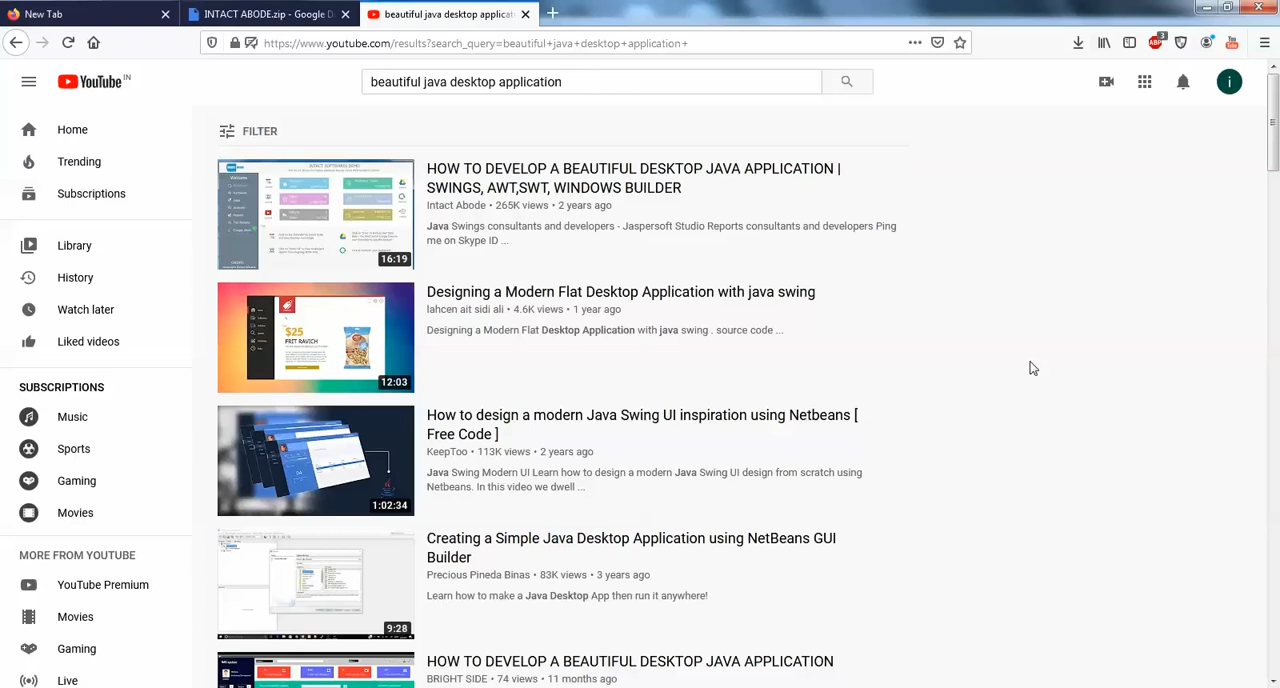 New Tab
INTACT ABODE.zip - Google D
beautiful java desktop applicati
https://www.youtube.com/results?search_query=beautiful+java+desktop+application+
ABP
3
YouTube IN
beautiful java desktop application
i
Home
Trending
Subscriptions
Library
History
Watch later
Liked videos
SUBSCRIPTIONS
Music
Sports
Gaming
Movies
MORE FROM YOUTUBE
YouTube Premium
Movies
Gaming
Live
FILTER
16:19
HOW TO DEVELOP A BEAUTIFUL DESKTOP JAVA APPLICATION |
SWINGS, AWT,SWT, WINDOWS BUILDER
Intact Abode • 265K views • 2 years ago
Java Swings consultants and developers - Jaspersoft Studio Reports consultants and developers Ping
me on Skype ID ...
$25
FRIT RAVICH
12:03
Designing a Modern Flat Desktop Application with java swing
lahcen ait sidi ali • 4.6K views • 1 year ago
Designing a Modern Flat Desktop Application with java swing . source code ...
1:02:34
How to design a modern Java Swing UI inspiration using Netbeans [
Free Code ]
KeepToo • 113K views • 2 years ago
Java Swing Modern UI Learn how to design a modern Java Swing UI design from scratch using
Netbeans. In this video we dwell ...
9:28
Creating a Simple Java Desktop Application using NetBeans GUI
Builder
Precious Pineda Binas • 83K views • 3 years ago
Learn how to make a Java Desktop App then run it anywhere!
HOW TO DEVELOP A BEAUTIFUL DESKTOP JAVA APPLICATION
BRIGHT SIDE • 74 views • 11 months ago